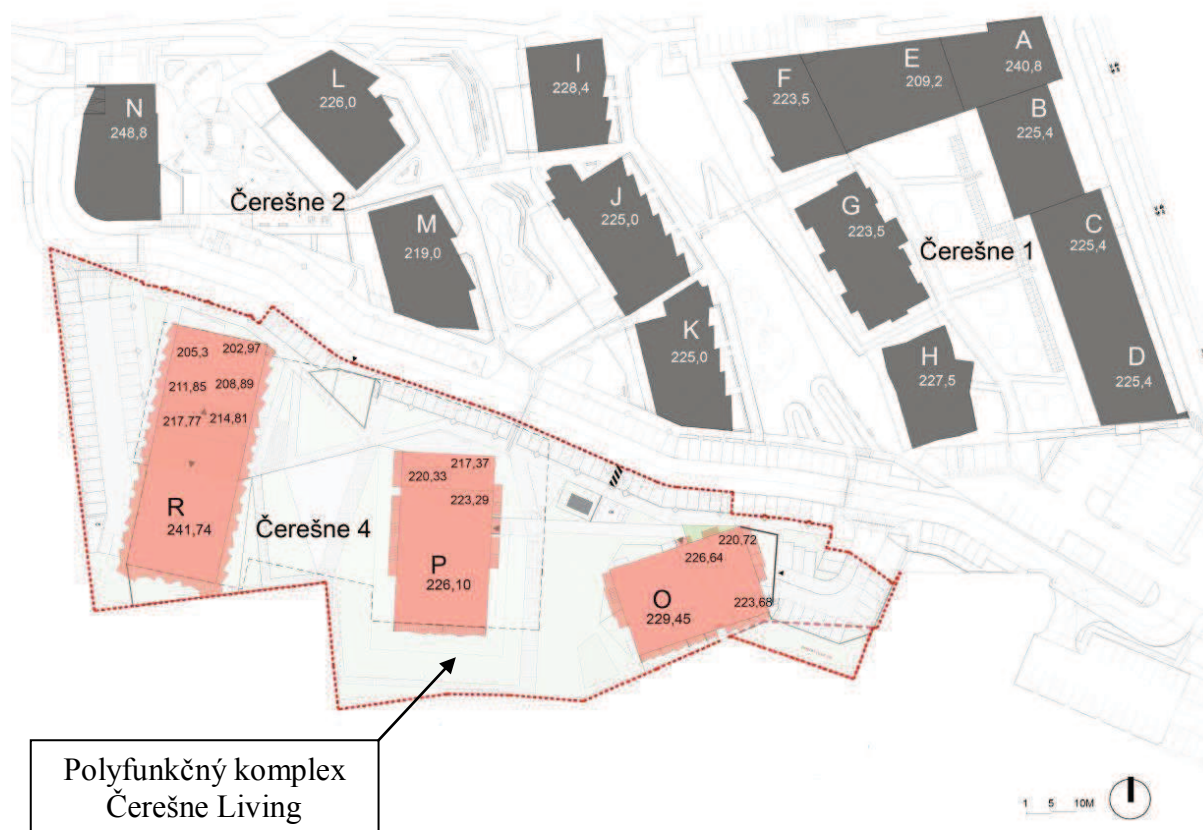 A
240,8
E
209,2
I
228,4
F
223,5
L
226,0
N
248,8
B
225,4
Čerešne 2
J
225,0
G
223,5
M
219,0
C
225,4
Čerešne 1
K
225,0
H
227,5
D
225,4
205,3 202,97
211,85 208,89
217,77 214,81
R
241,74
Čerešne 4
217,37
220,33
223,29
P
226,10
220,72
226,64
O
229,45
223,68
Polyfunkčný komplex
Čerešne Living
1 5 10M